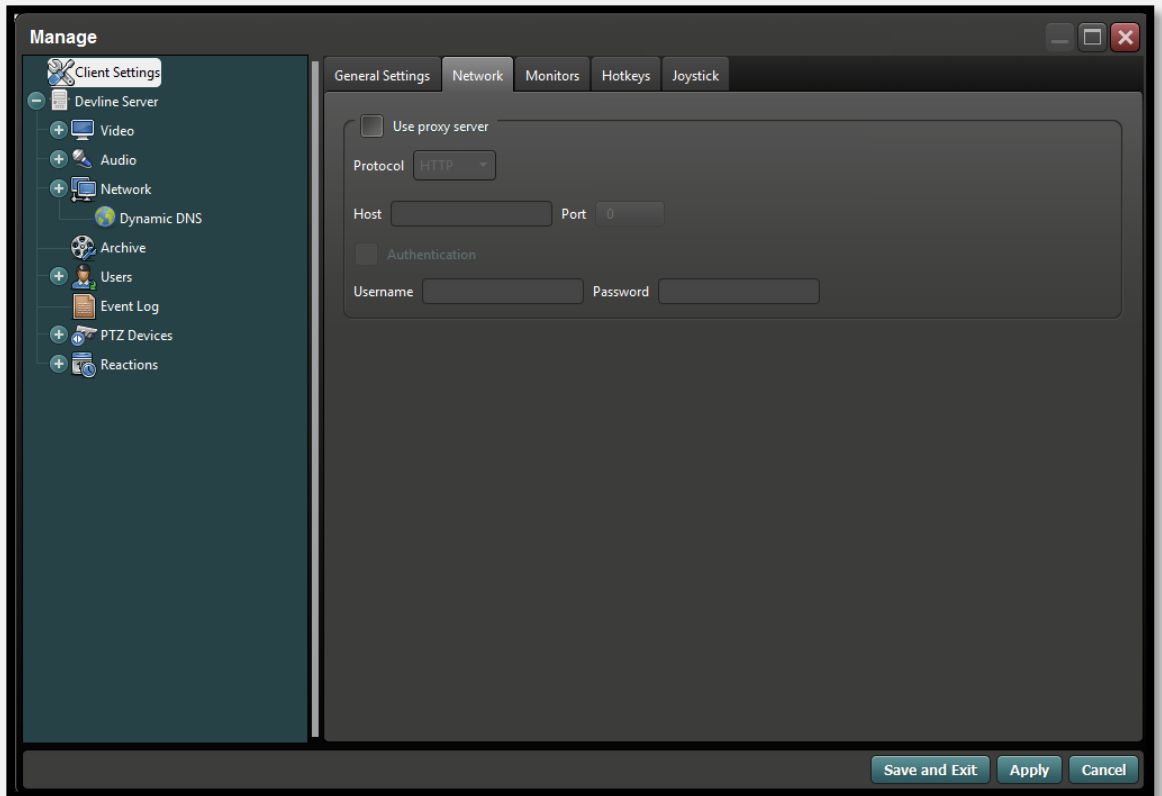 Manage
Client Settings
Devline Server
Video
Audio
Network
Dynamic DNS
Archive
Users
Event Log
PTZ Devices
Reactions
General Settings Network Monitors Hotkeys Joystick
Use proxy server
Protocol HTTP
Host Port 0
Authentication
Username Password
Save and Exit Apply Cancel